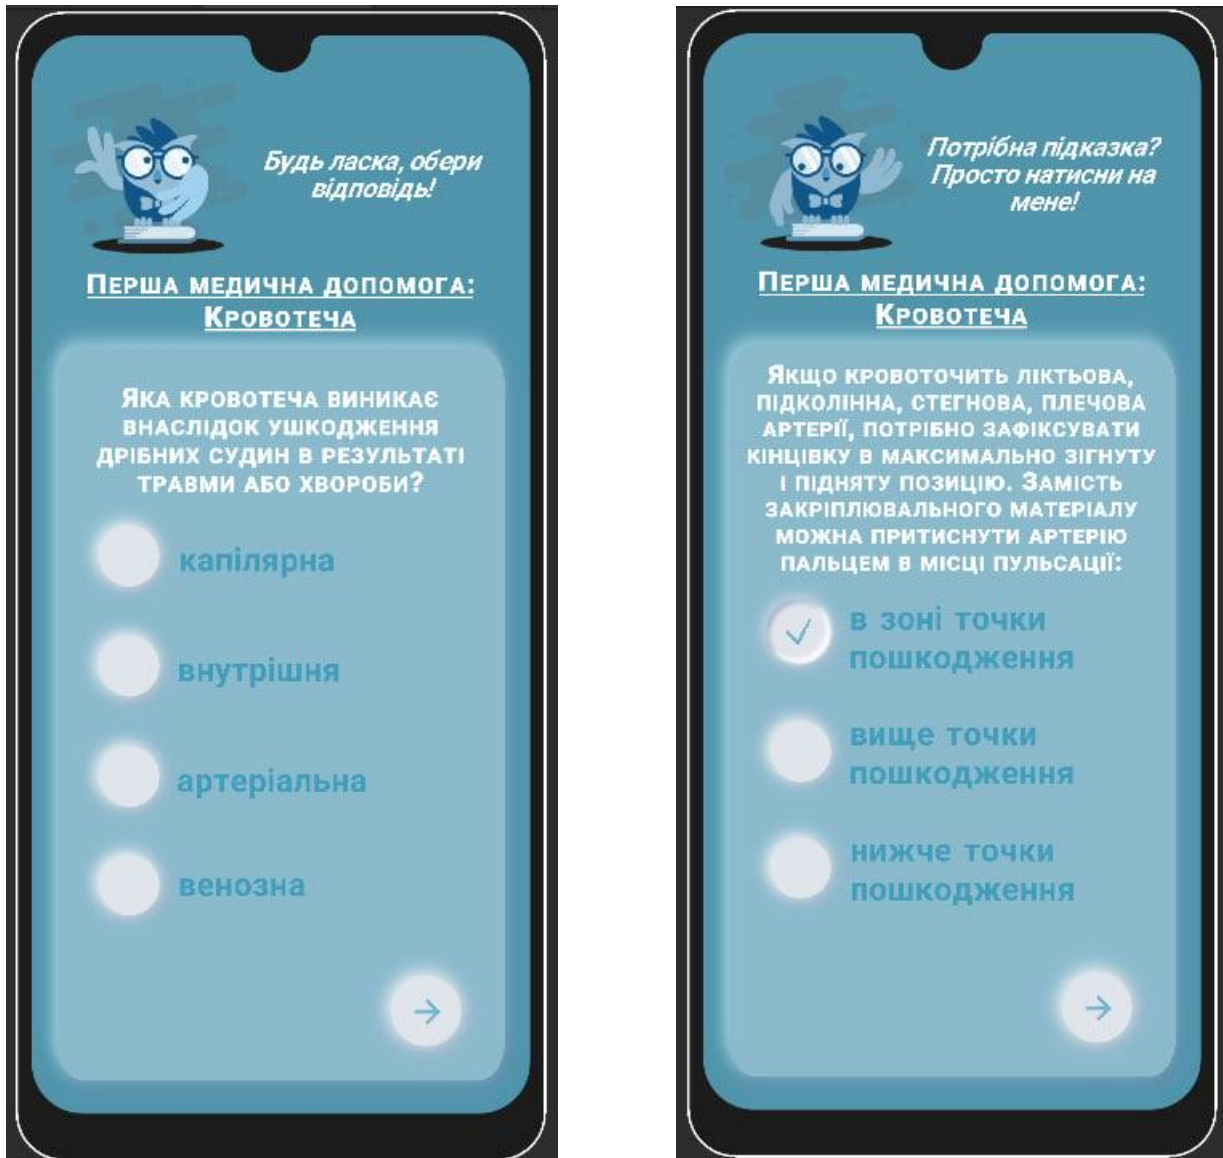 Будь ласка, обери
відповідь!
Перша медична допомога:
Кровотеча
Яка кровотеча виникає
внаслідок ушкодження
дрібних судин в результаті
травми або хвороби?
капілярна
внутрішня
артеріальна
венозна
Потрібна підказка?
Просто натисни на
мене!
Перша медична допомога:
Кровотеча
Якщо кровоточить ліктьова,
підколінна, стегнова, плечова
артерії, потрібно зафіксувати
кінцівку в максимально зігнуту
і підняту позицію. Замість
закріплювального матеріалу
можна притиснути артерію
пальцем в місці пульсації:
в зоні точки
пошкодження
вище точки
пошкодження
нижче точки
пошкодження